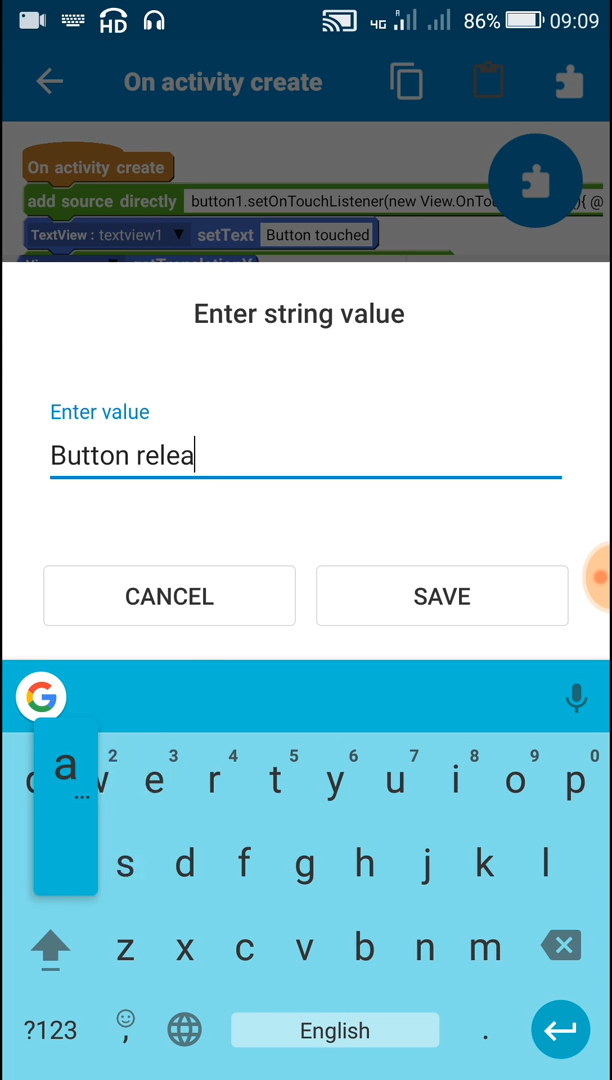 HD 4G R 86% 09:09
On activity create
On activity create
add source directly button1.setOnTouchListener(new View.OnTou { @
TextView : textview1 setText Button touched
Enter string value
Enter value
Button relea
CANCEL SAVE
G
a ...
2 3 4 5 6 7 8 9 0
e r t y u i o p
s d f g h j k l
z x c v b n m
?123 , English .